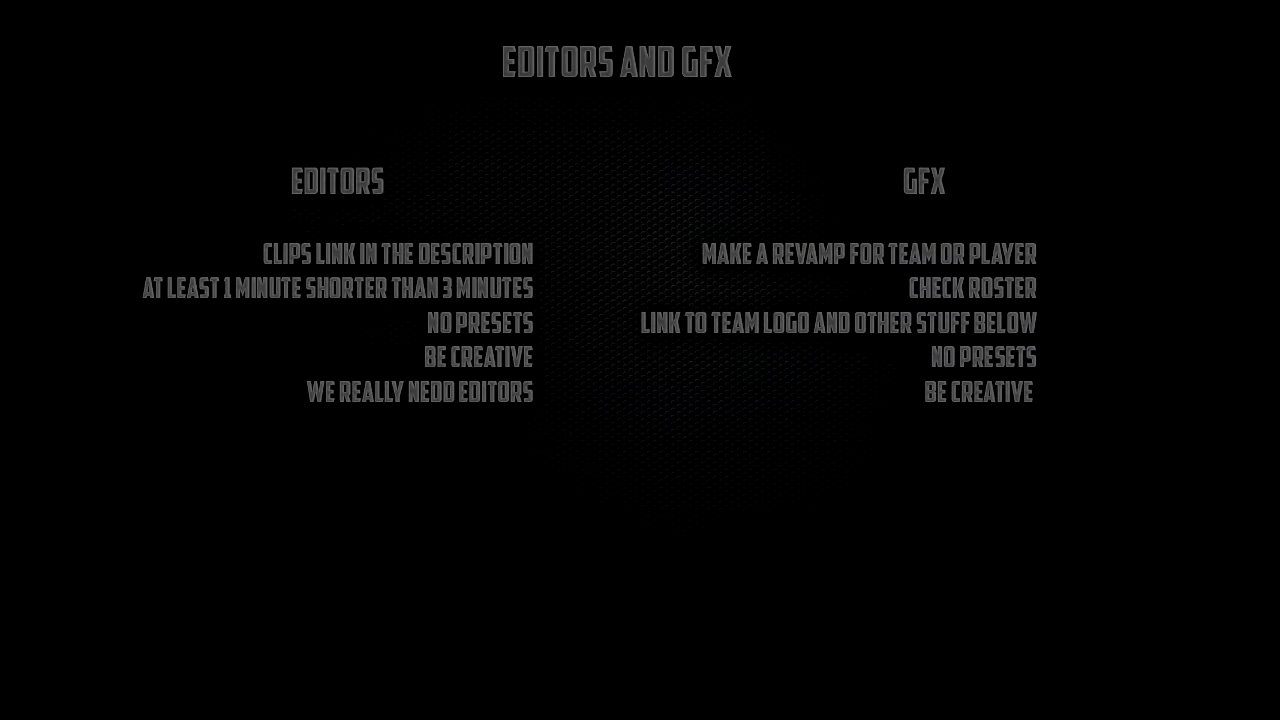 EDITORS AND GFX
EDITORS
CLIPS LINK IN THE DESCRIPTION
AT LEAST 1 MINUTE SHORTER THAN 3 MINUTES
NO PRESETS
BE CREATIVE
WE REALLY NEDD EDITORS
GFX
MAKE A REVAMP FOR TEAM OR PLAYER
CHECK ROSTER
LINK TO TEAM LOGO AND OTHER STUFF BELOW
NO PRESETS
BE CREATIVE